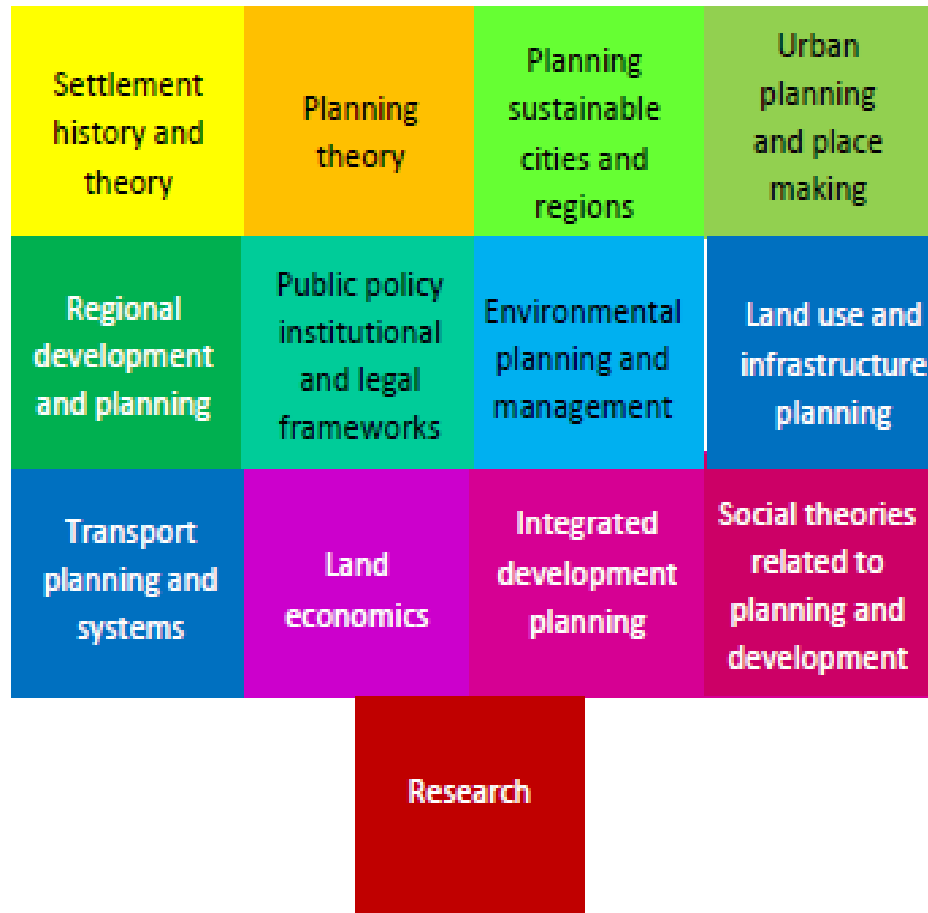 Settlement
history and
theory
Planning
theory
Planning
sustainable
cities and
regions
Urban
planning
and place
making
Regional
development
and planning
Public policy
institutional
and legal
frameworks
Environmental
planning and
management
Land use and
infrastructure
planning
Transport
planning and
systems
Land
economics
Integrated
development
planning
Social theories
related to
planning and
development
Research